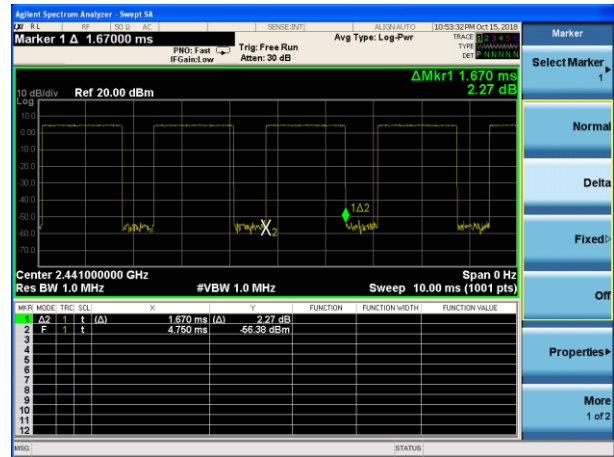 Agilent Spectrum Analyzer - Swept SA
RL RF 50 Ω AC SENSE:INT ALIGNAUTO 10:53:32 PM Oct 15, 2018
Marker 1 Δ 1.67000 ms
PNO: Fast Trig: Free Run Avg Type: Log-Pwr TRACE 1 2 3 4 5 6
IFGain:Low Atten: 30 dB TYPE
DET P N N N N N
ΔMkr1 1.670 ms
2.27 dB
10 dB/div Ref 20.00 dBm
Log
10.0
0.00
-10.0
-20.0
-30.0
-40.0
-50.0
-60.0
-70.0
1Δ2
2
Center 2.441000000 GHz Span 0 Hz
Res BW 1.0 MHz #VBW 1.0 MHz Sweep 10.00 ms (1001 pts)
MKR MODE TRC SCL X Y FUNCTION FUNCTION WIDTH FUNCTION VALUE
1 Δ2 1 t (Δ) 1.670 ms (Δ) 2.27 dB
2 F 1 t 4.750 ms -56.38 dBm
3
4
5
6
7
8
9
10
11
12
MSG STATUS
Marker
Select Marker
1
Normal
Delta
Fixed
Off
Properties
More
1 of 2